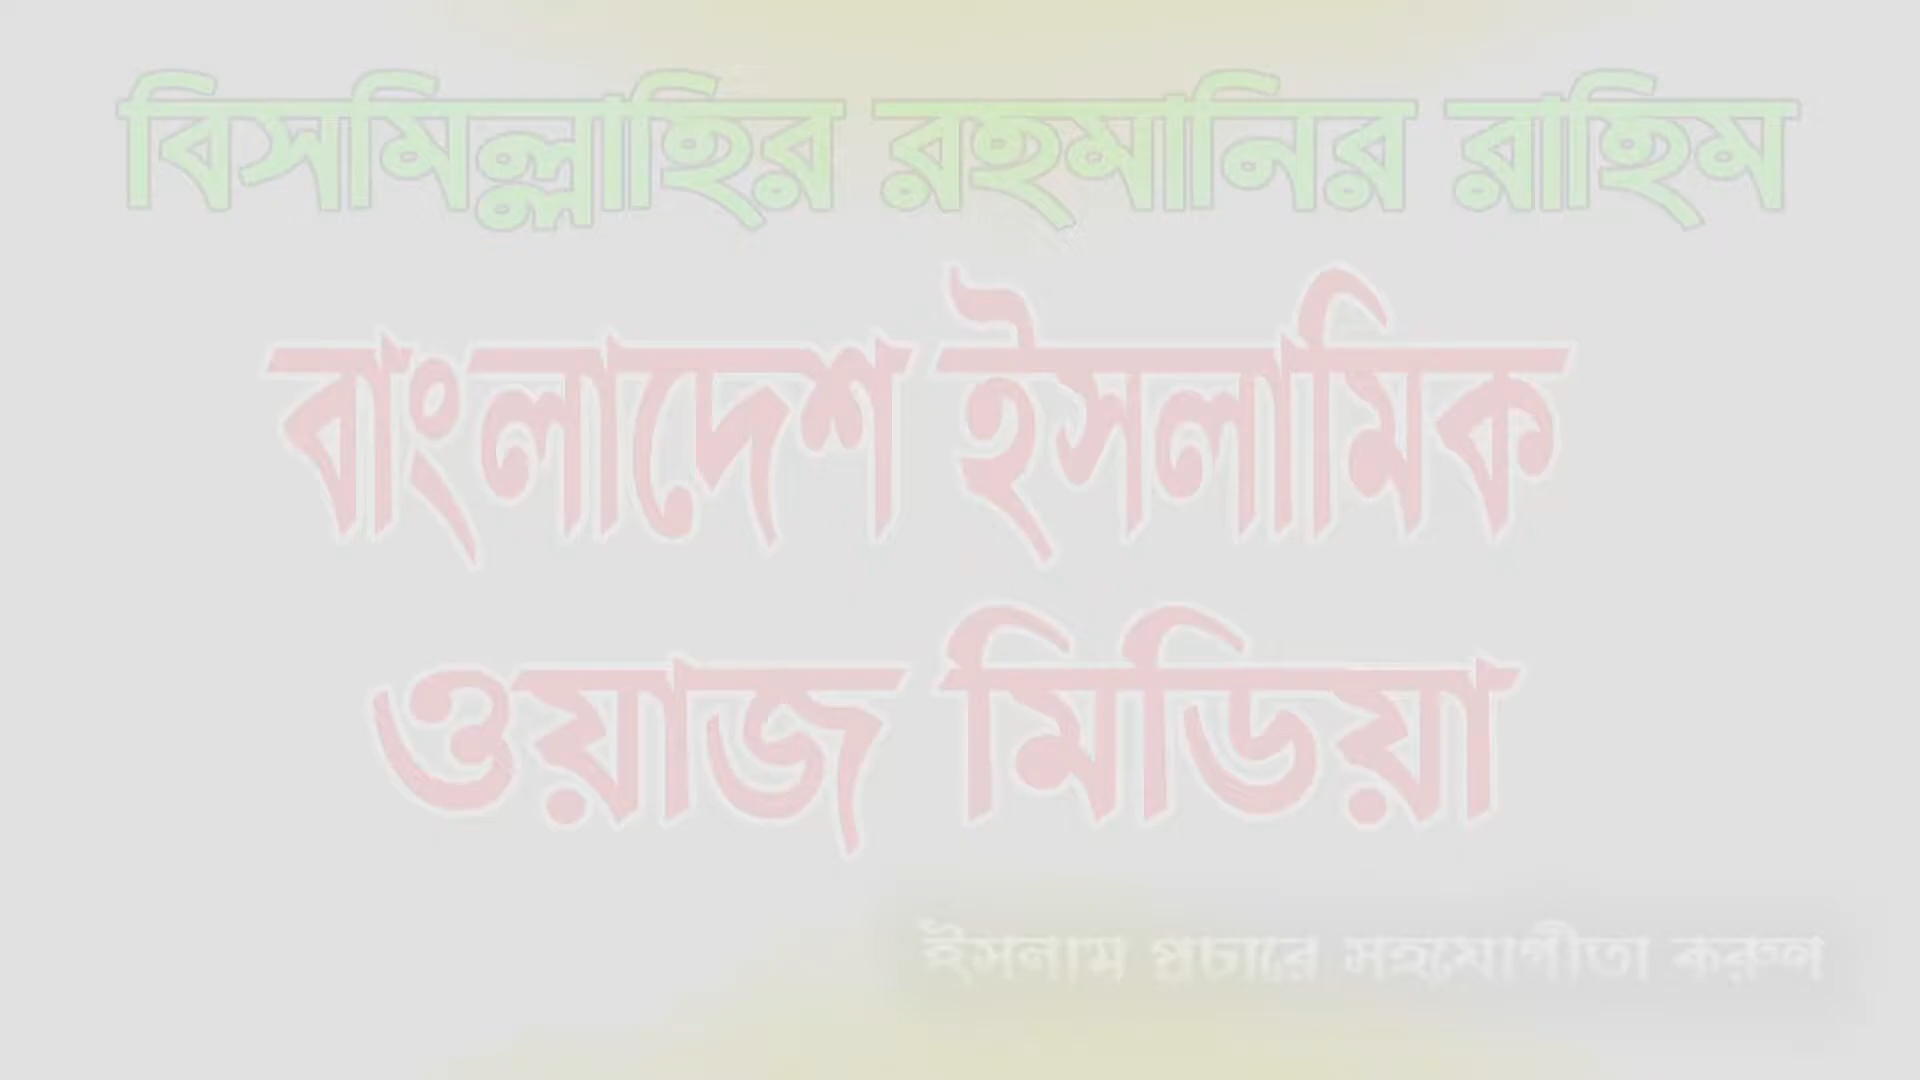 বিসমিল্লাহির রহমানির রাহিম
বাংলাদেশ ইসলামিক
ওয়াজ মিডিয়া
ইসলাম প্রচারে সহযোগীতা করুণ